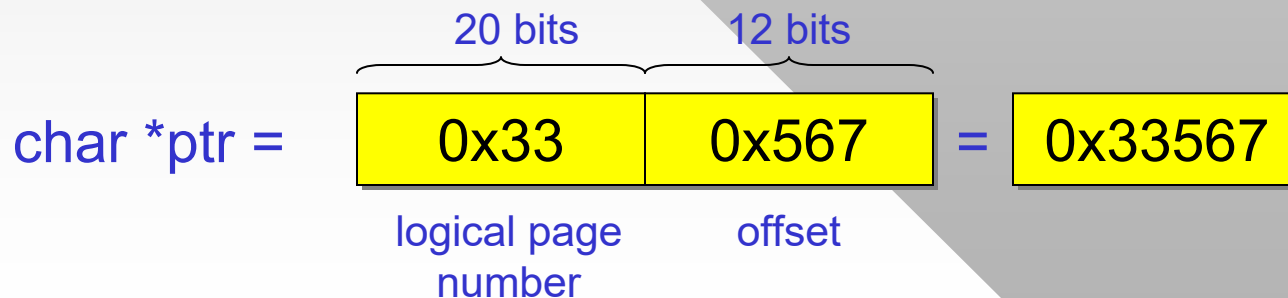 20 bits 12 bits
char *ptr = 0x33 0x567 = 0x33567
logical page offset
number